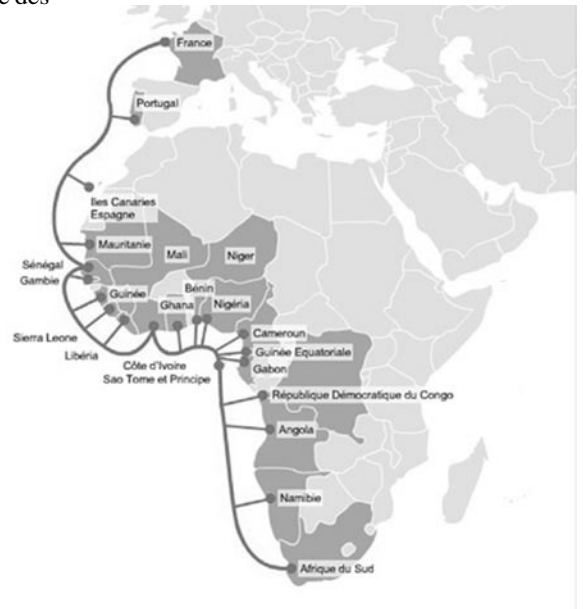 e des
France
Portugal
Iles Canaries
Espagne
Mauritanie
Mali
Niger
Sénégal
Gambie
Guinée
Bénin
Ghana
Nigéria
Sierra Leone
Libéria
Côte d'Ivoire
Sao Tome et Principe
Cameroun
Guinée Equatoriale
Gabon
République Démocratique du Congo
Angola
Namibie
Afrique du Sud